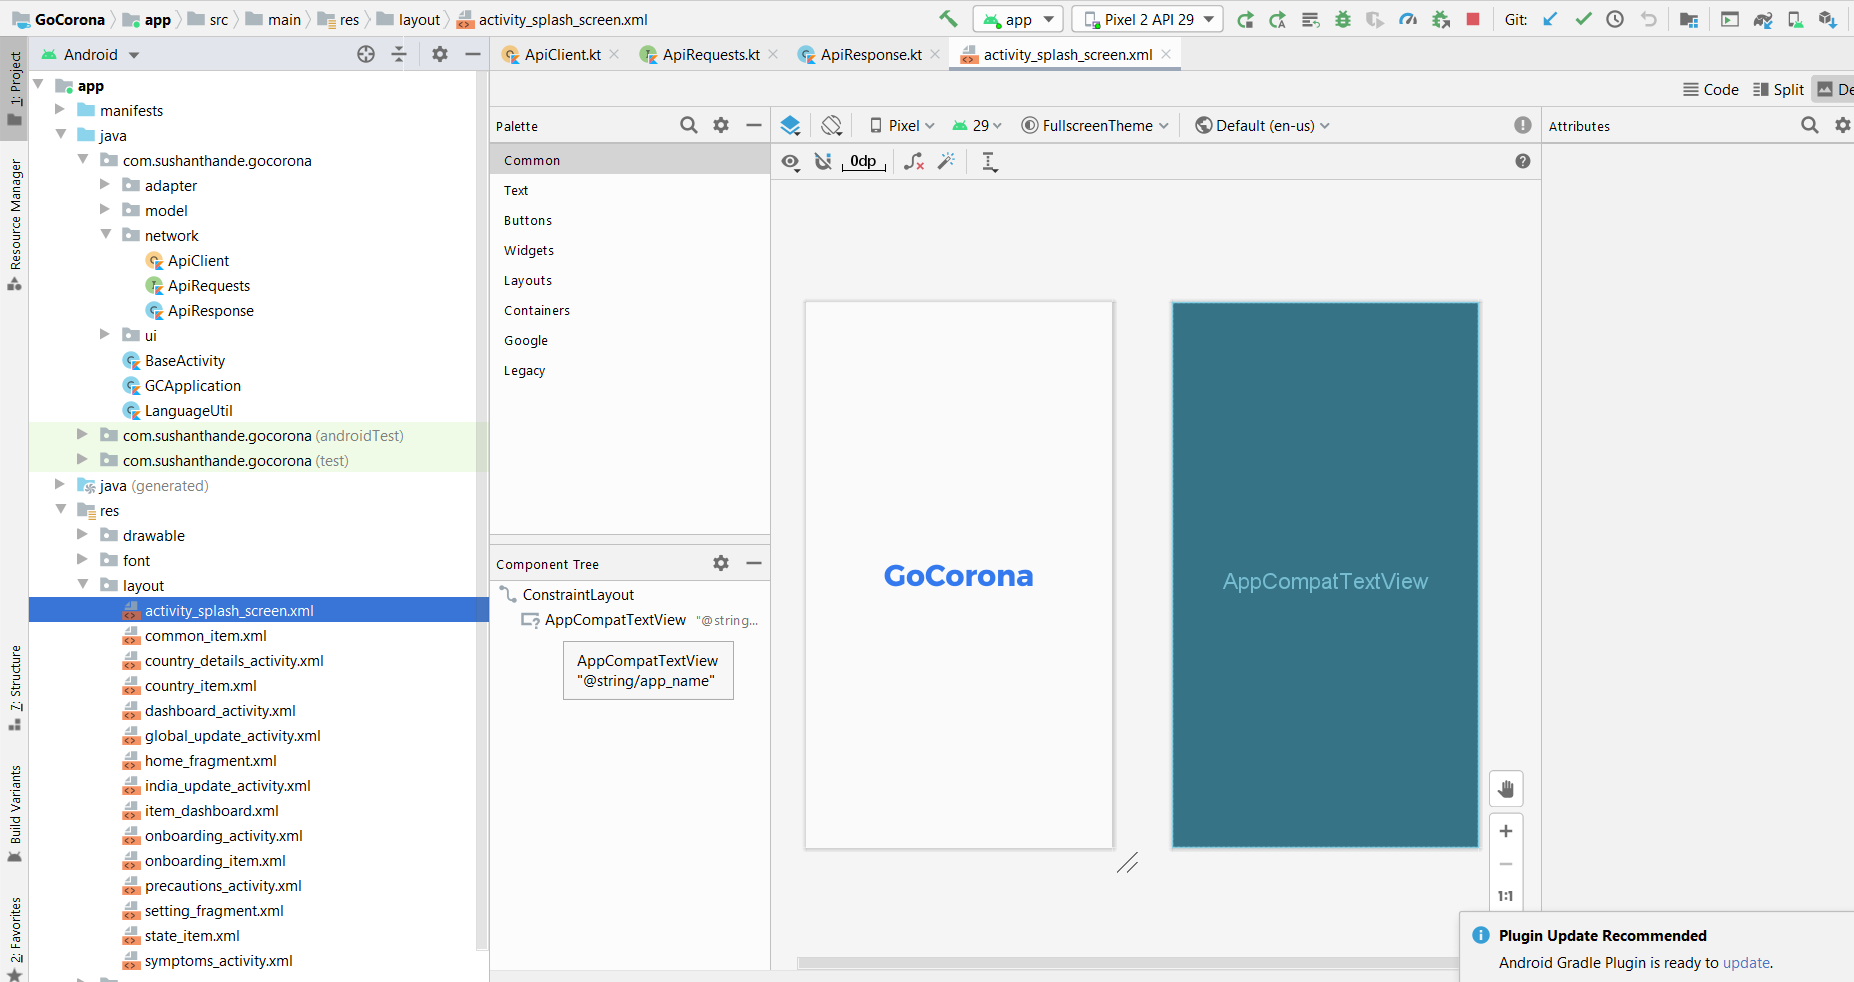 GoCorona app src main res layout activity_splash_screen.xml app Pixel 2 API 29 Git:
Android
ApiClient.kt ApiRequests.kt ApiResponse.kt activity_splash_screen.xml
Code Split De
1: Project
Resource Manager
7: Structure
Build Variants
2: Favorites
app
manifests
java
com.sushanthande.gocorona
adapter
model
network
ApiClient
ApiRequests
ApiResponse
ui
BaseActivity
GCApplication
LanguageUtil
com.sushanthande.gocorona (androidTest)
com.sushanthande.gocorona (test)
java (generated)
res
drawable
font
layout
activity_splash_screen.xml
common_item.xml
country_details_activity.xml
country_item.xml
dashboard_activity.xml
global_update_activity.xml
home_fragment.xml
india_update_activity.xml
item_dashboard.xml
onboarding_activity.xml
onboarding_item.xml
precautions_activity.xml
setting_fragment.xml
state_item.xml
symptoms_activity.xml
Palette
Common
Text
Buttons
Widgets
Layouts
Containers
Google
Legacy
Component Tree
ConstraintLayout
AppCompatTextView "@string...
AppCompatTextView
"@string/app_name"
Pixel 29 FullscreenTheme Default (en-us)
0dp
GoCorona
AppCompatTextView
1:1
Attributes
Plugin Update Recommended
Android Gradle Plugin is ready to update.